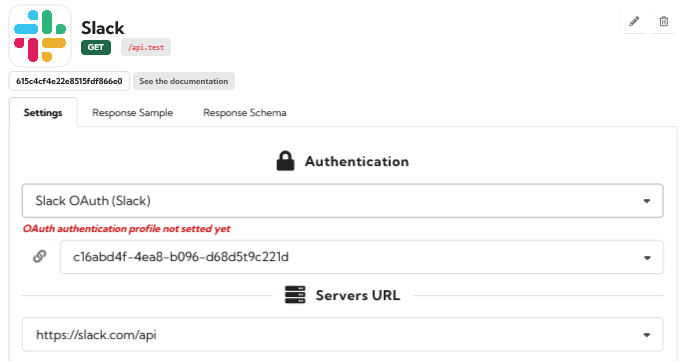 Slack
GET /api.test
615c4cf4e22e8515fdf866e0 See the documentation
Settings Response Sample Response Schema
Authentication
Slack OAuth (Slack)
OAuth authentication profile not setted yet
c16abd4f-4ea8-b096-d68d5t9c221d
Servers URL
https://slack.com/api